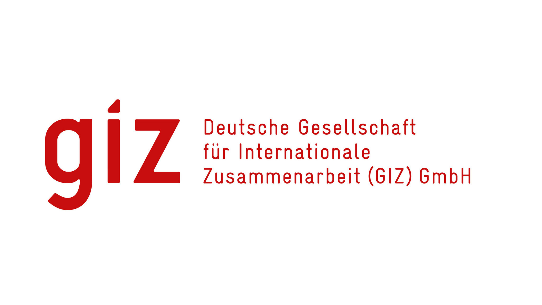 giz
Deutsche Gesellschaft
für Internationale
Zusammenarbeit (GIZ) GmbH